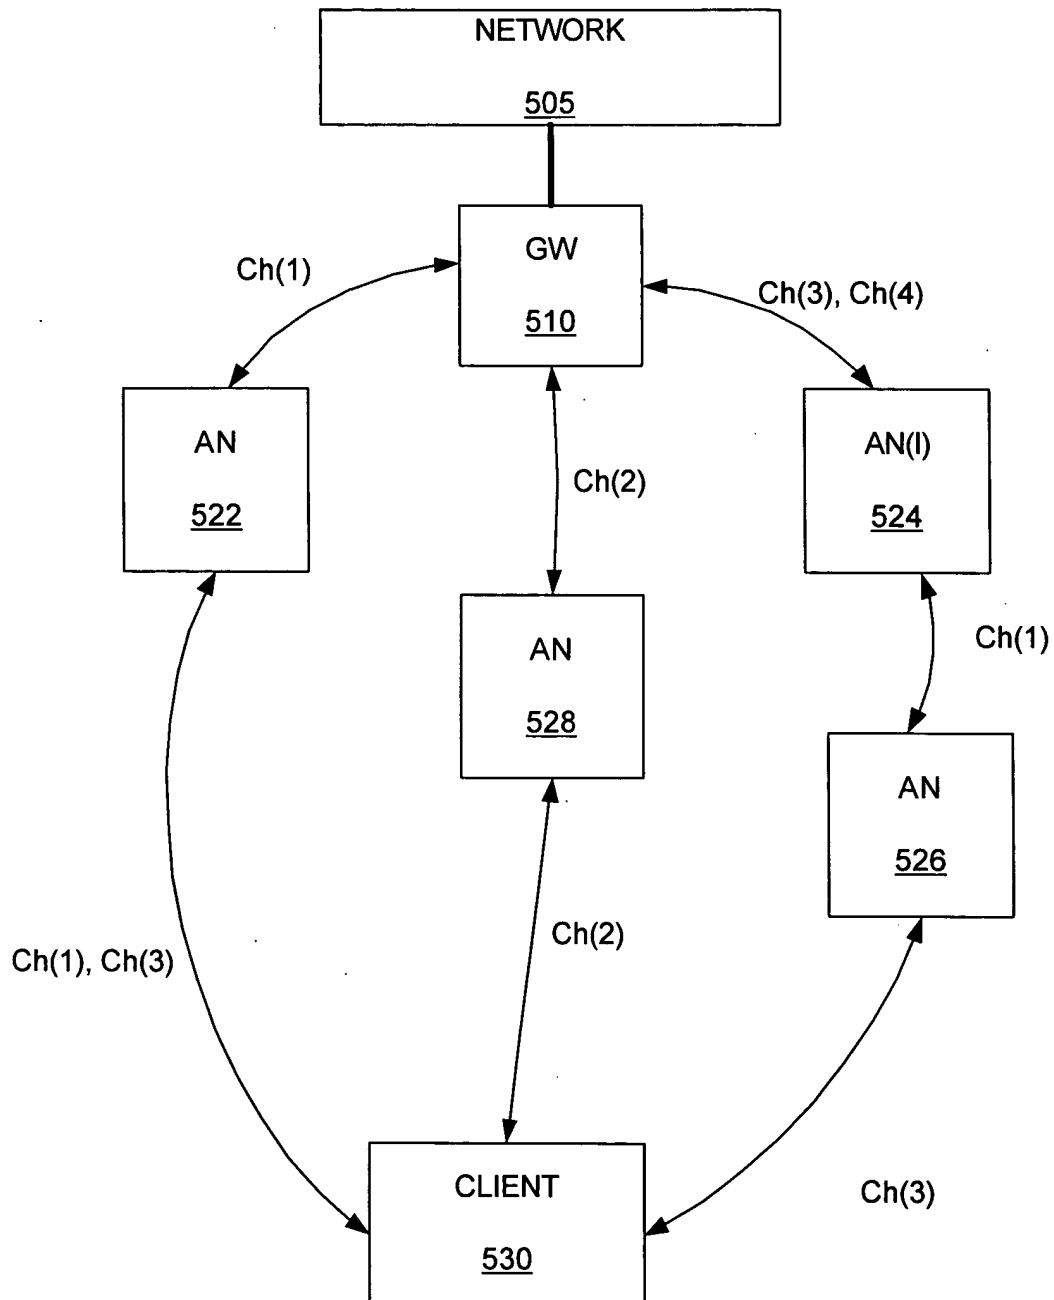 NETWORK
505
GW
510
Ch(1)
Ch(3), Ch(4)
AN
522
AN(I)
524
Ch(2)
AN
528
Ch(1)
AN
526
Ch(1), Ch(3)
Ch(2)
Ch(3)
CLIENT
530